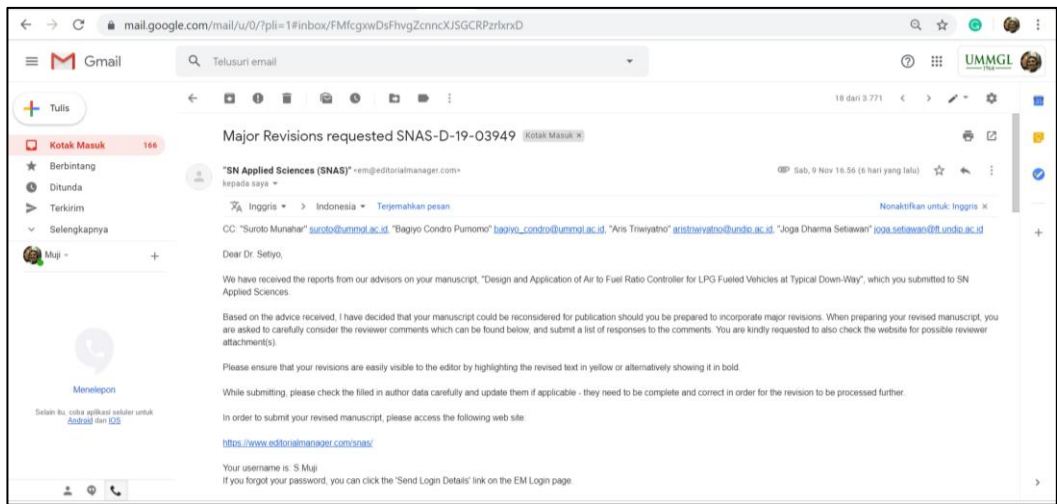 mail.google.com/mail/u/0/?pli=1#inbox/FMfcgxwDsFhvgZcnncXJSGCRPzrlxrxD
Gmail
Telusuri email
UMMGL
Tulis
18 dari 3.771
Major Revisions requested SNAS-D-19-03949 Kotak Masuk ×
Kotak Masuk 166
Berbintang
Ditunda
Terkirim
Selengkapnya
Muji
"SN Applied Sciences (SNAS)" <em@editorialmanager.com>
kepada saya
Sab, 9 Nov 16.56 (6 hari yang lalu)
Inggris > Indonesia Terjemahkan pesan
Nonaktifkan untuk: Inggris ×
CC: "Suroto Munahar" suroto@ummgl.ac.id, "Bagiyo Condro Purnomo" bagiyo_condro@ummgl.ac.id, "Aris Triwiyatno" aristriwiyatno@undip.ac.id, "Joga Dharma Setiawan" joga.setiawan@ft.undip.ac.id
Dear Dr. Setiyo,
We have received the reports from our advisors on your manuscript, "Design and Application of Air to Fuel Ratio Controller for LPG Fueled Vehicles at Typical Down-Way", which you submitted to SN
Applied Sciences.
Based on the advice received, I have decided that your manuscript could be reconsidered for publication should you be prepared to incorporate major revisions. When preparing your revised manuscript, you
are asked to carefully consider the reviewer comments which can be found below, and submit a list of responses to the comments. You are kindly requested to also check the website for possible reviewer
attachment(s).
Please ensure that your revisions are easily visible to the editor by highlighting the revised text in yellow or alternatively showing it in bold.
While submitting, please check the filled in author data carefully and update them if applicable - they need to be complete and correct in order for the revision to be processed further.
In order to submit your revised manuscript, please access the following web site:
https://www.editorialmanager.com/snas/
Your username is: S Muji
If you forgot your password, you can click the 'Send Login Details' link on the EM Login page.
Menelepon
Selain itu, coba aplikasi seluler untuk
Android dan IOS